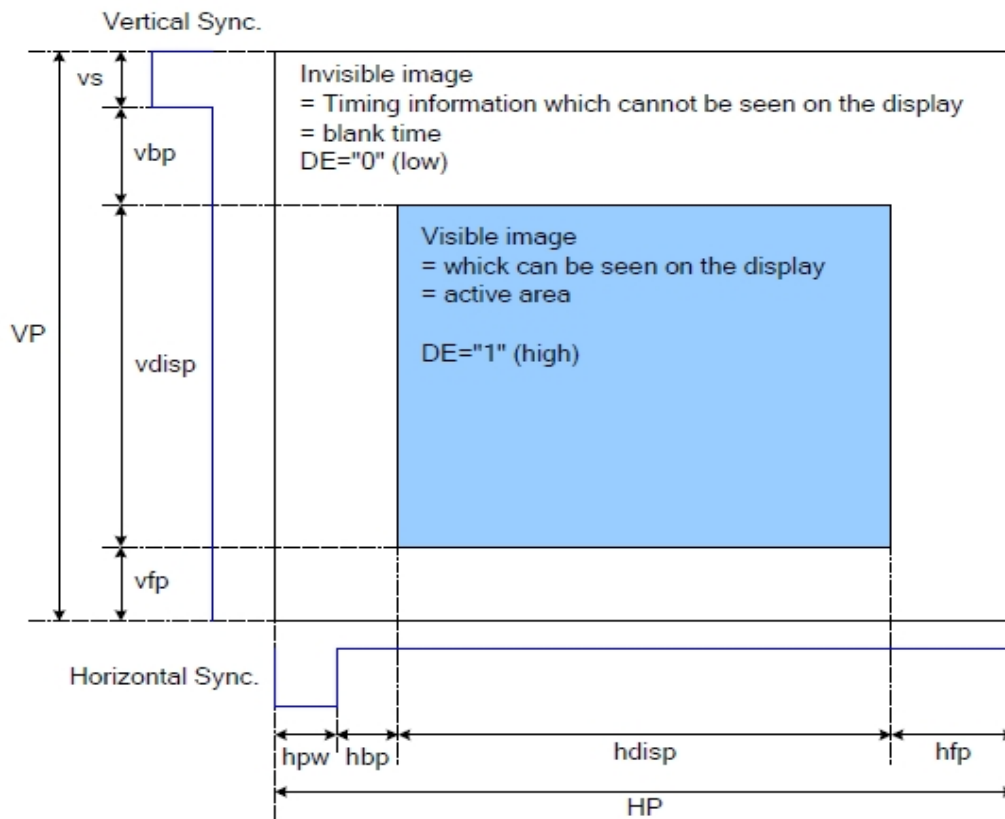 Vertical Sync.
vs
Invisible image
= Timing information which cannot be seen on the display
= blank time
DE="0" (low)
vbp
Visible image
= whick can be seen on the display
= active area
DE="1" (high)
VP
vdisp
vfp
Horizontal Sync.
hpw
hbp
hdisp
hfp
HP